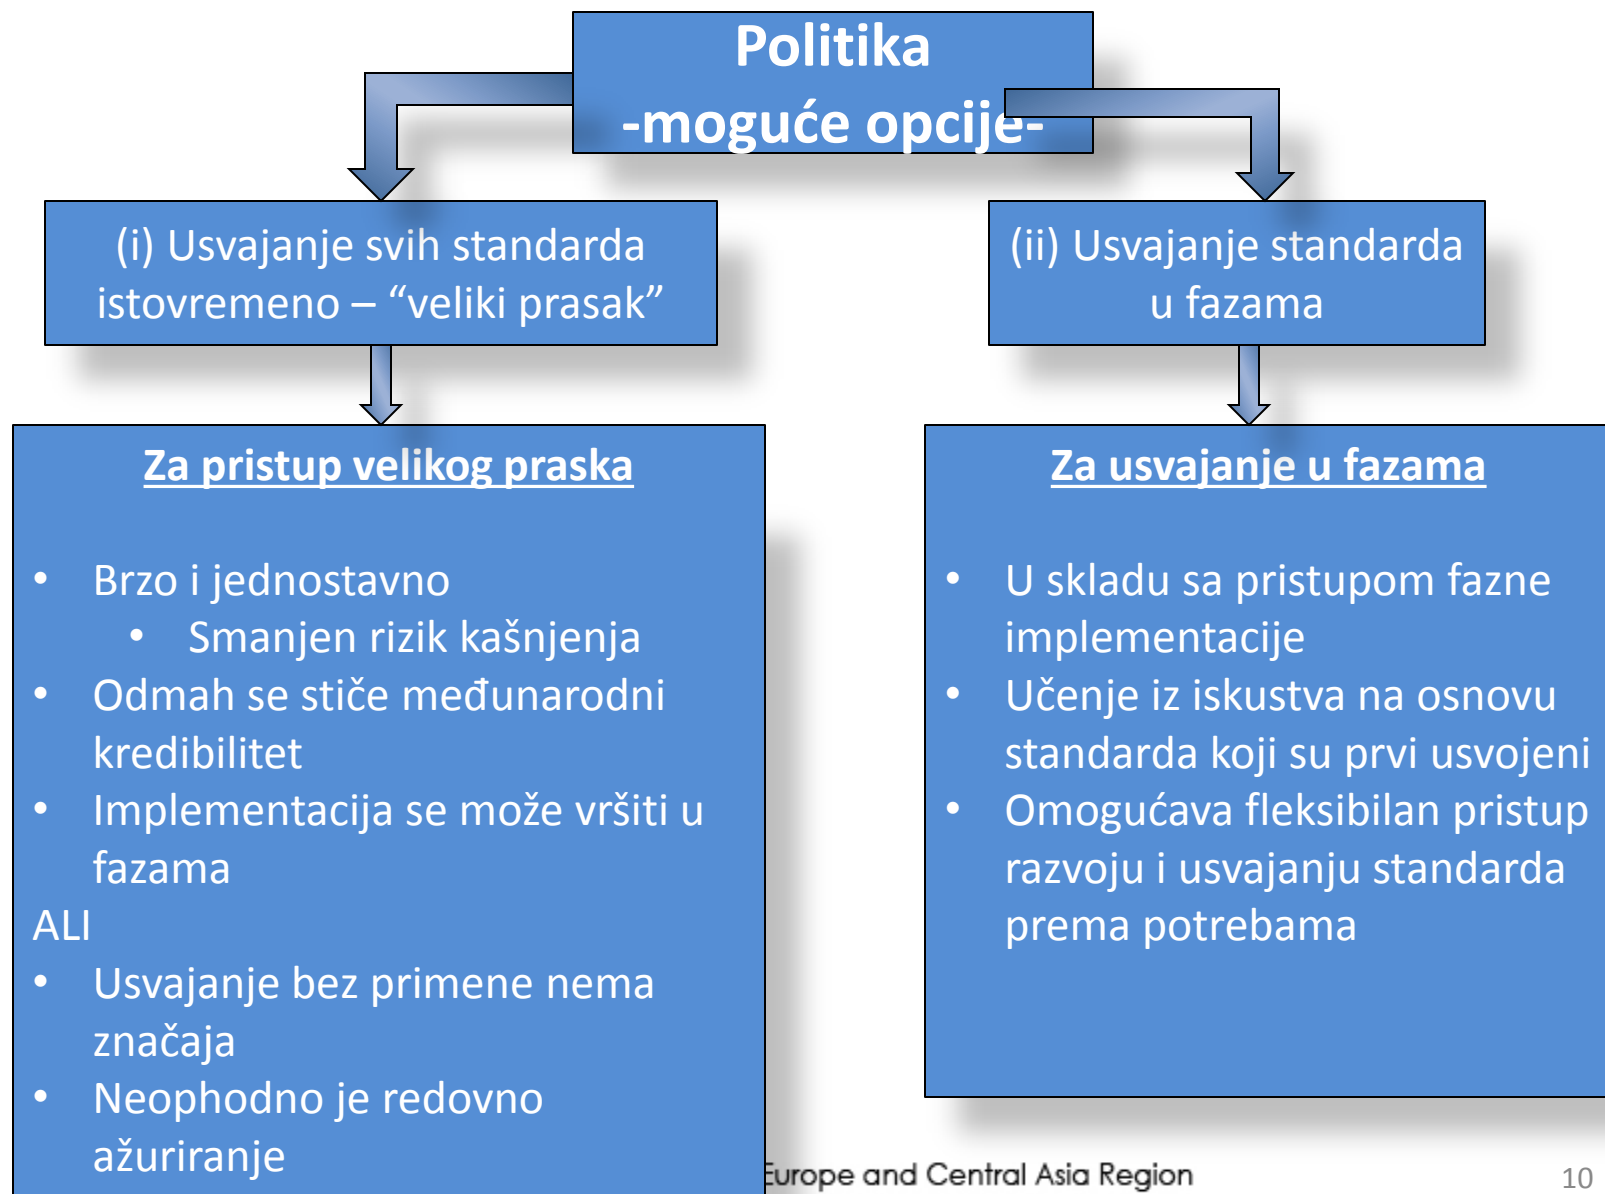 Politika
-moguće opcije-
(i) Usvajanje svih standarda
istovremeno – “veliki prasak”
(ii) Usvajanje standarda
u fazama
Za pristup velikog praska
• Brzo i jednostavno
• Smanjen rizik kašnjenja
• Odmah se stiče međunarodni
kredibilitet
• Implementacija se može vršiti u
fazama
ALI
• Usvajanje bez primene nema
značaja
• Neophodno je redovno
ažuriranje
Za usvajanje u fazama
• U skladu sa pristupom fazne
implementacije
• Učenje iz iskustva na osnovu
standarda koji su prvi usvojeni
• Omogućava fleksibilan pristup
razvoju i usvajanju standarda
prema potrebama
Europe and Central Asia Region
10